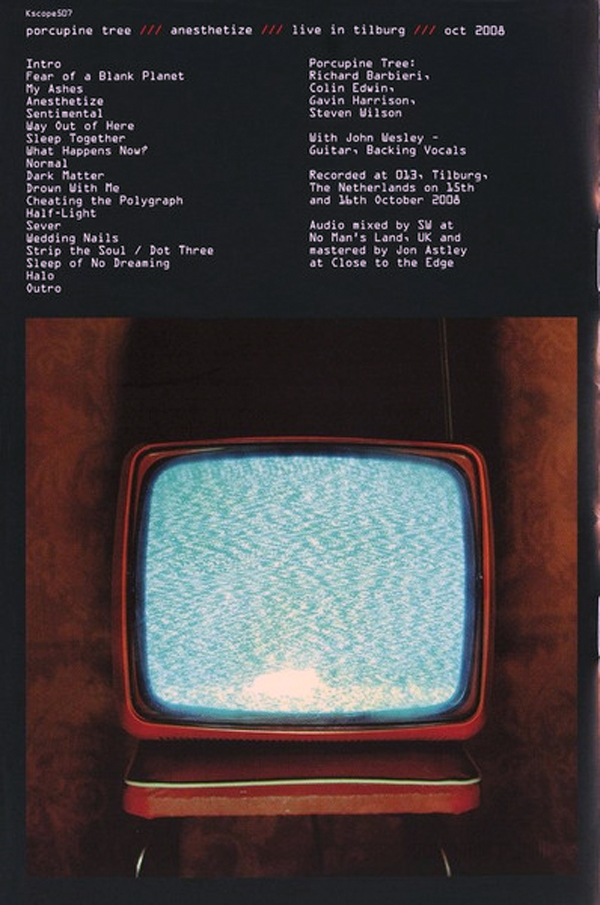 Kscope507
porcupine tree /// anesthetize /// live in tilburg /// oct 2008
Intro
Fear of a Blank Planet
My Ashes
Anesthetize
Sentimental
Way Out of Here
Sleep Together
What Happens Now?
Normal
Dark Matter
Drown With Me
Cheating the Polygraph
Half-Light
Sever
Wedding Nails
Strip the Soul / Dot Three
Sleep of No Dreaming
Halo
Outro
Porcupine Tree:
Richard Barbieri,
Colin Edwin,
Gavin Harrison,
Steven Wilson
With John Wesley -
Guitar, Backing Vocals
Recorded at 013, Tilburg,
The Netherlands on 15th
and 16th October 2008
Audio mixed by SW at
No Man's Land, UK and
mastered by Jon Astley
at Close to the Edge